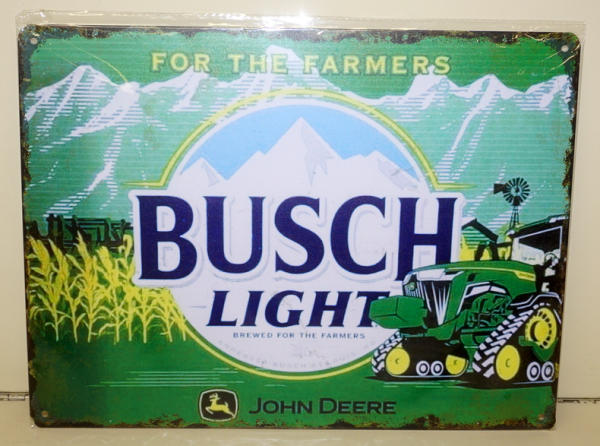 FOR THE FARMERS
BUSCH
LIGHT
BREWED FOR THE FARMERS
JOHN DEERE